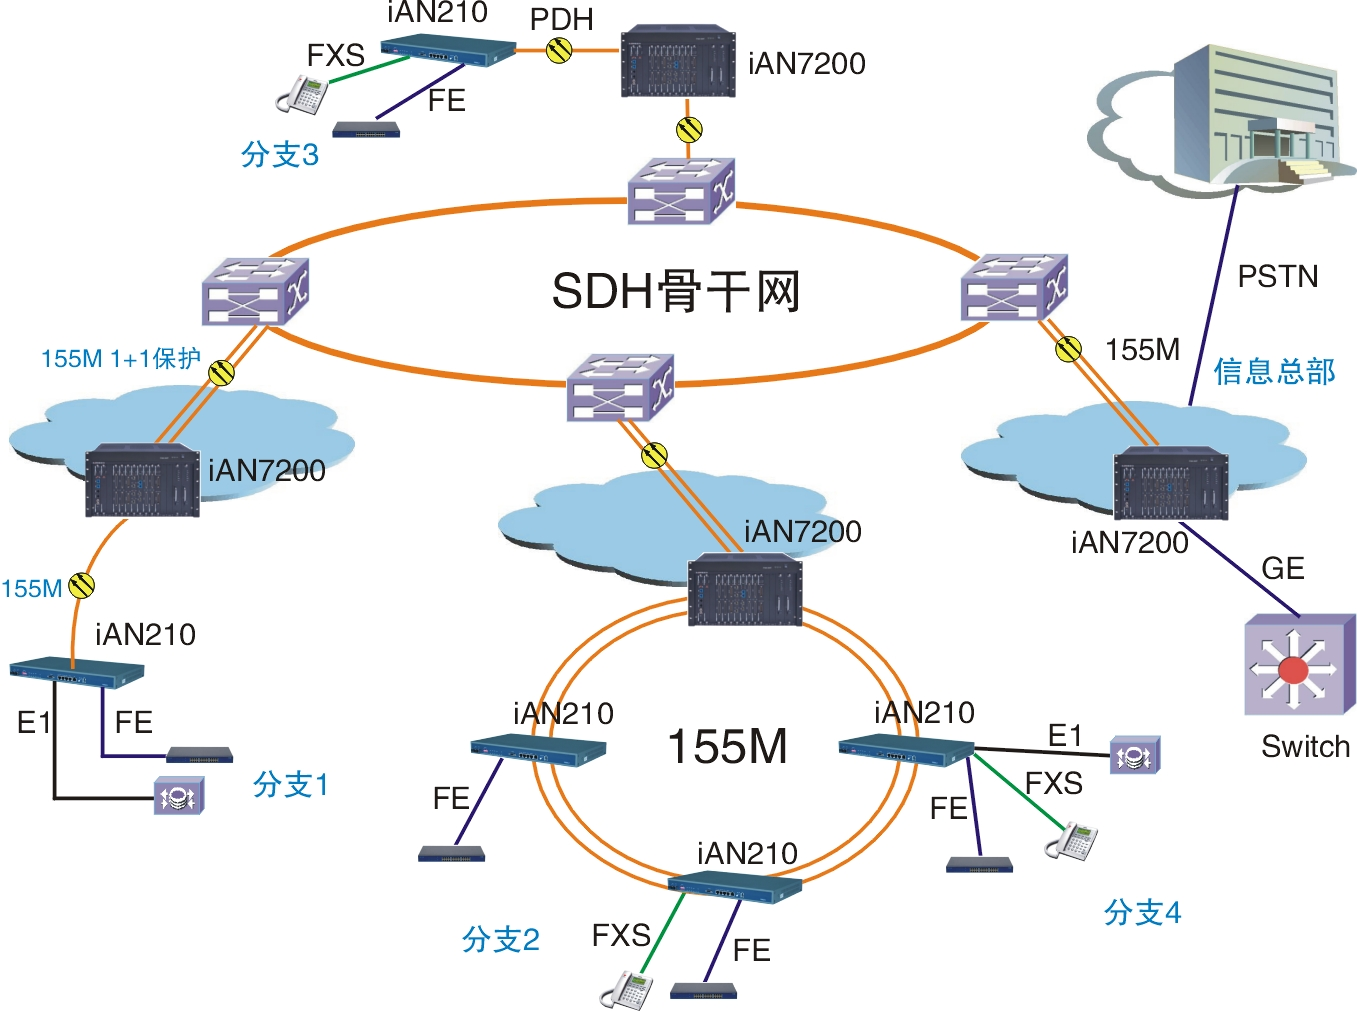 iAN210
PDH
FXS
iAN7200
FE
分支3
PSTN
SDH骨干网
155M 1+1保护
155M
信息总部
iAN7200
iAN7200
iAN7200
GE
155M
iAN210
E1
FE
iAN210
iAN210
155M
E1
Switch
分支1
FE
FXS
FE
iAN210
分支2
FXS
FE
分支4